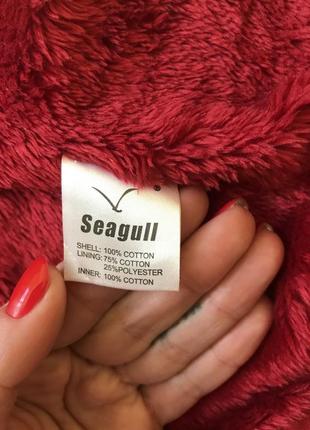 Seagull
SHELL: 100% COTTON
LINING: 75% COTTON
25%POLYESTER
INNER: 100% COTTON